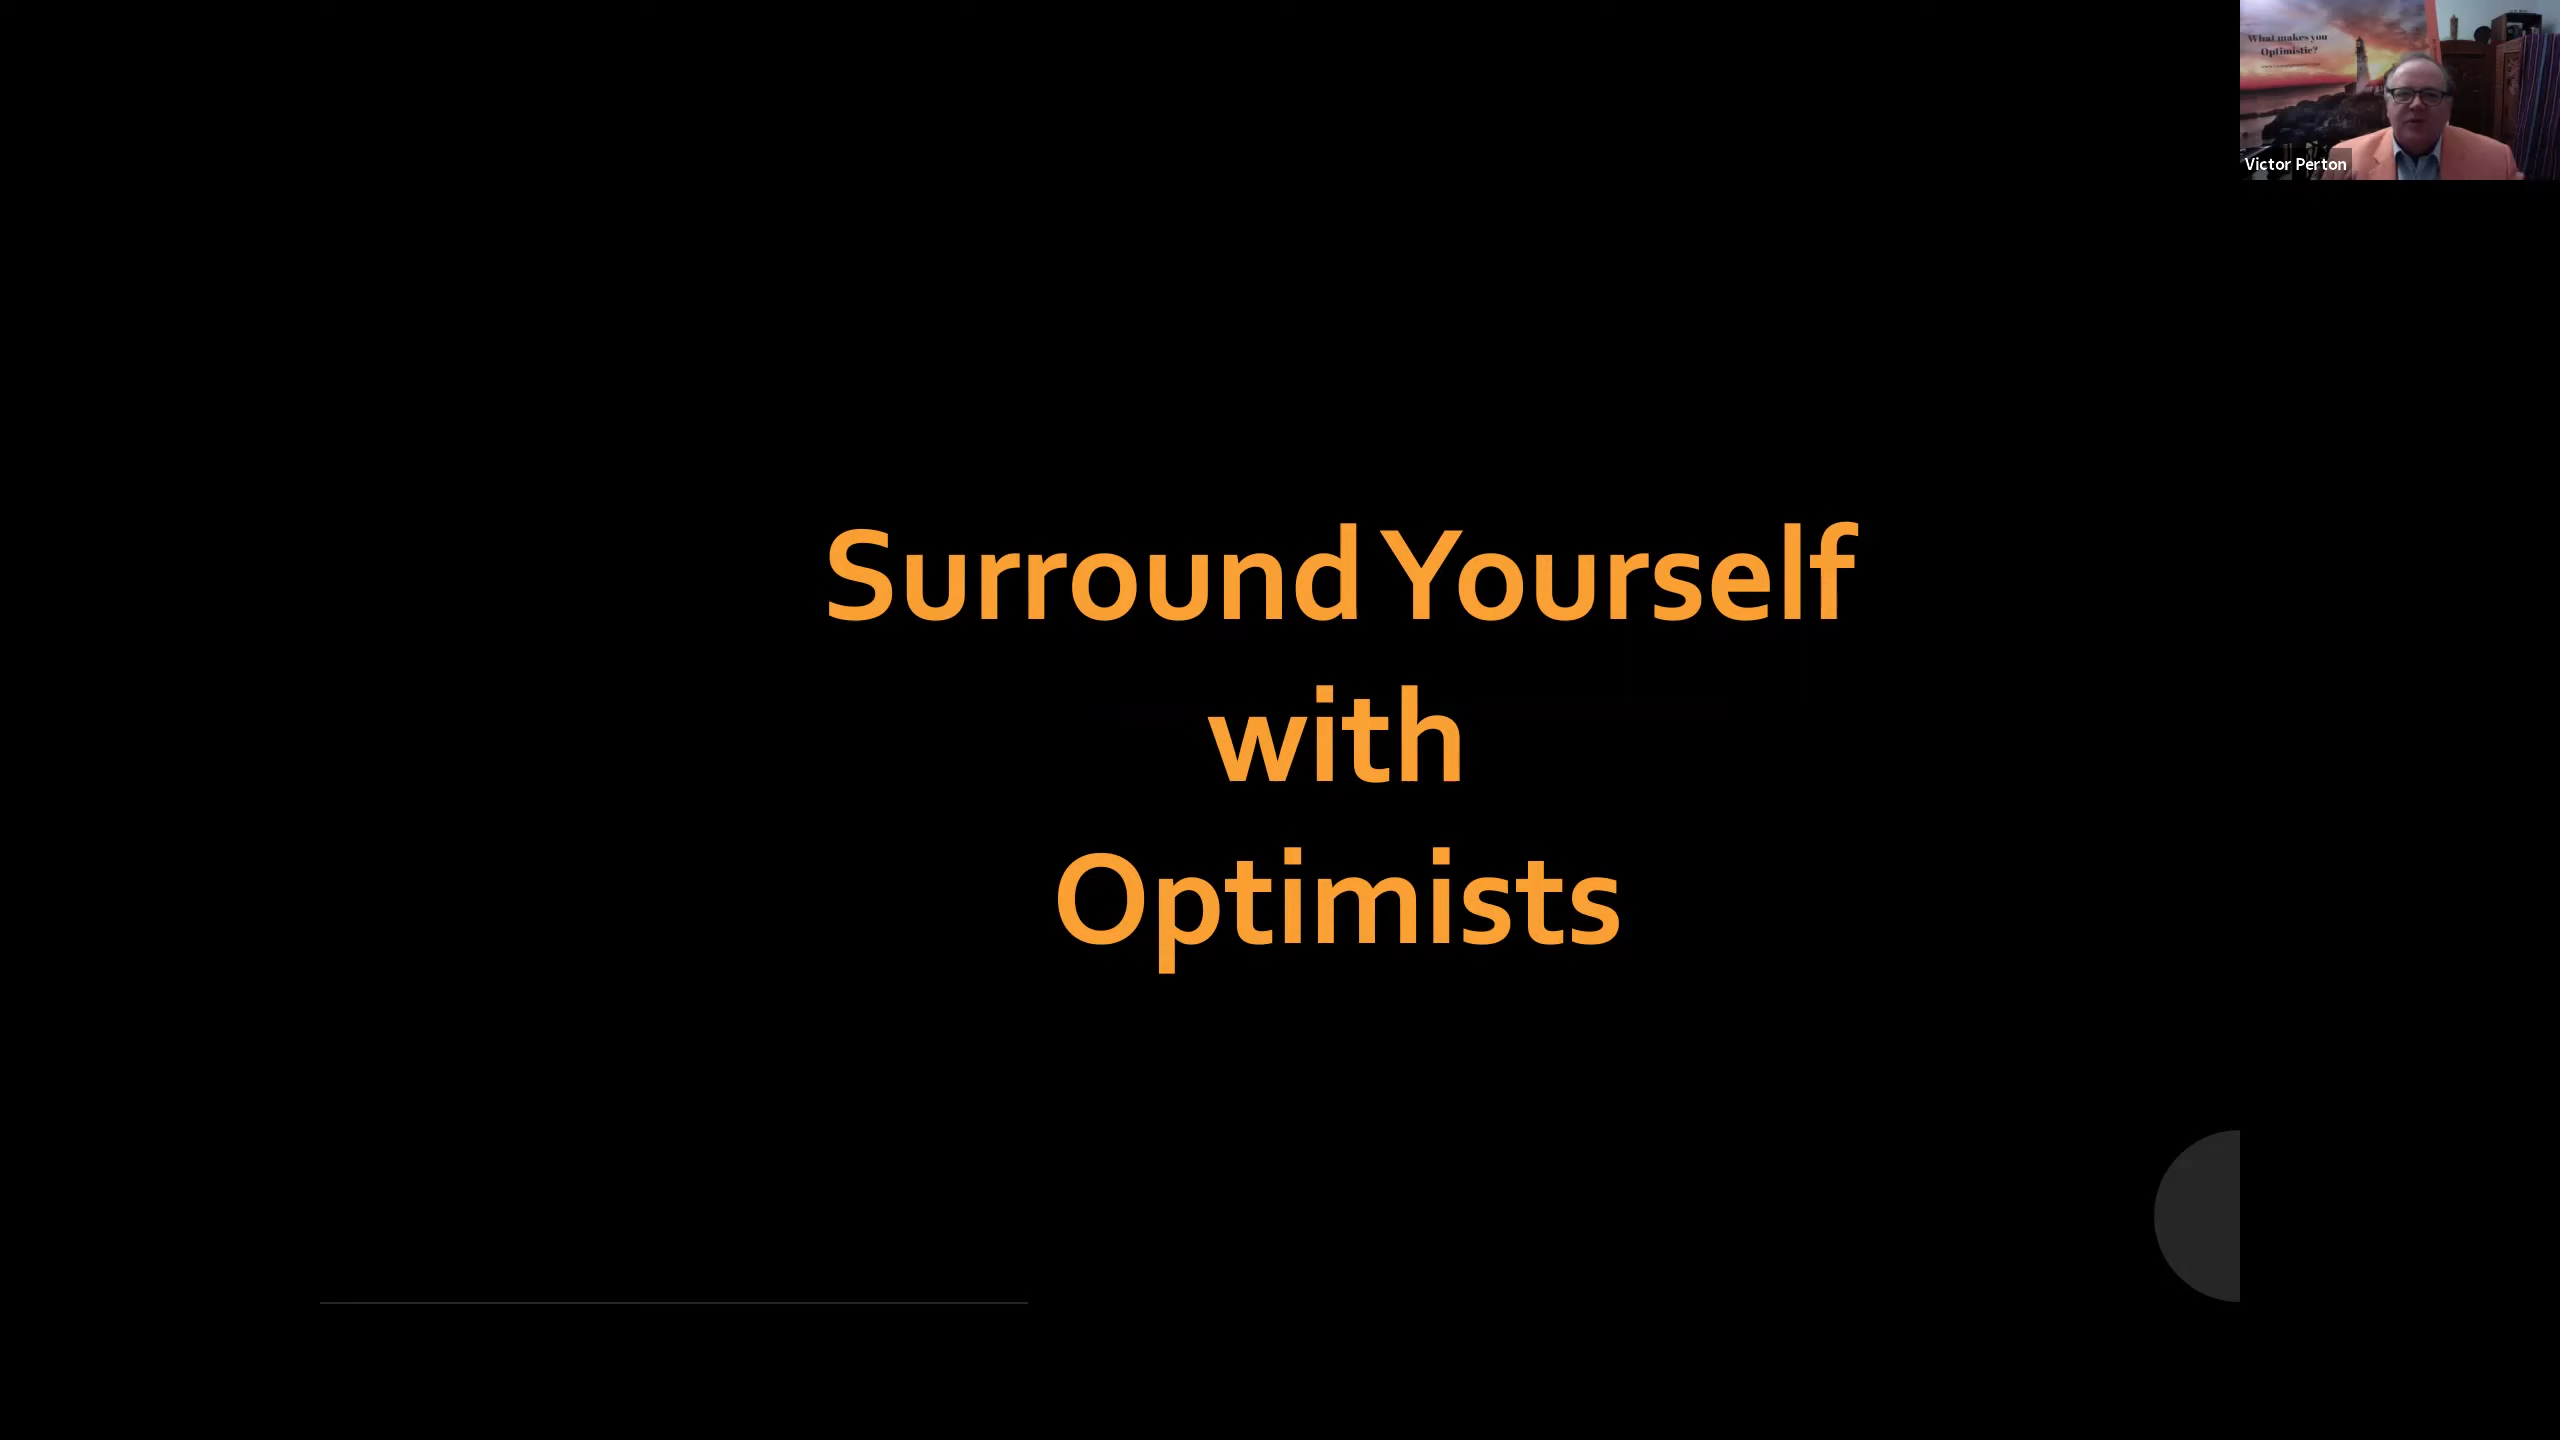 What makes you
Optimistic?
Victor Perton
Surround Yourself
with
Optimists